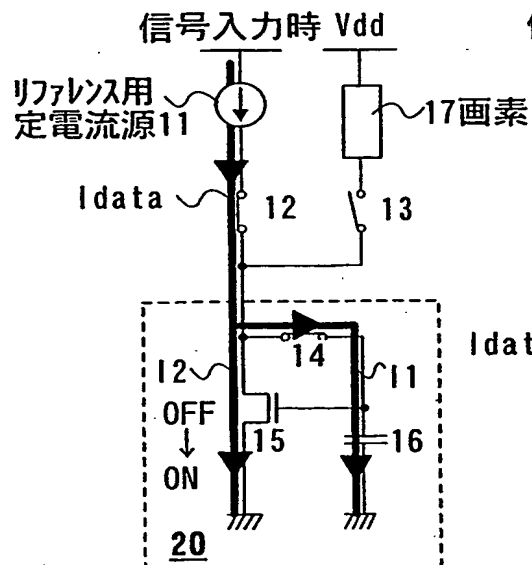 信号入力時 Vdd
リファレンス用
定電流源11
17画素
Idata
12
13
Idat
14
I2
I1
OFF
↓
ON
15
16
20